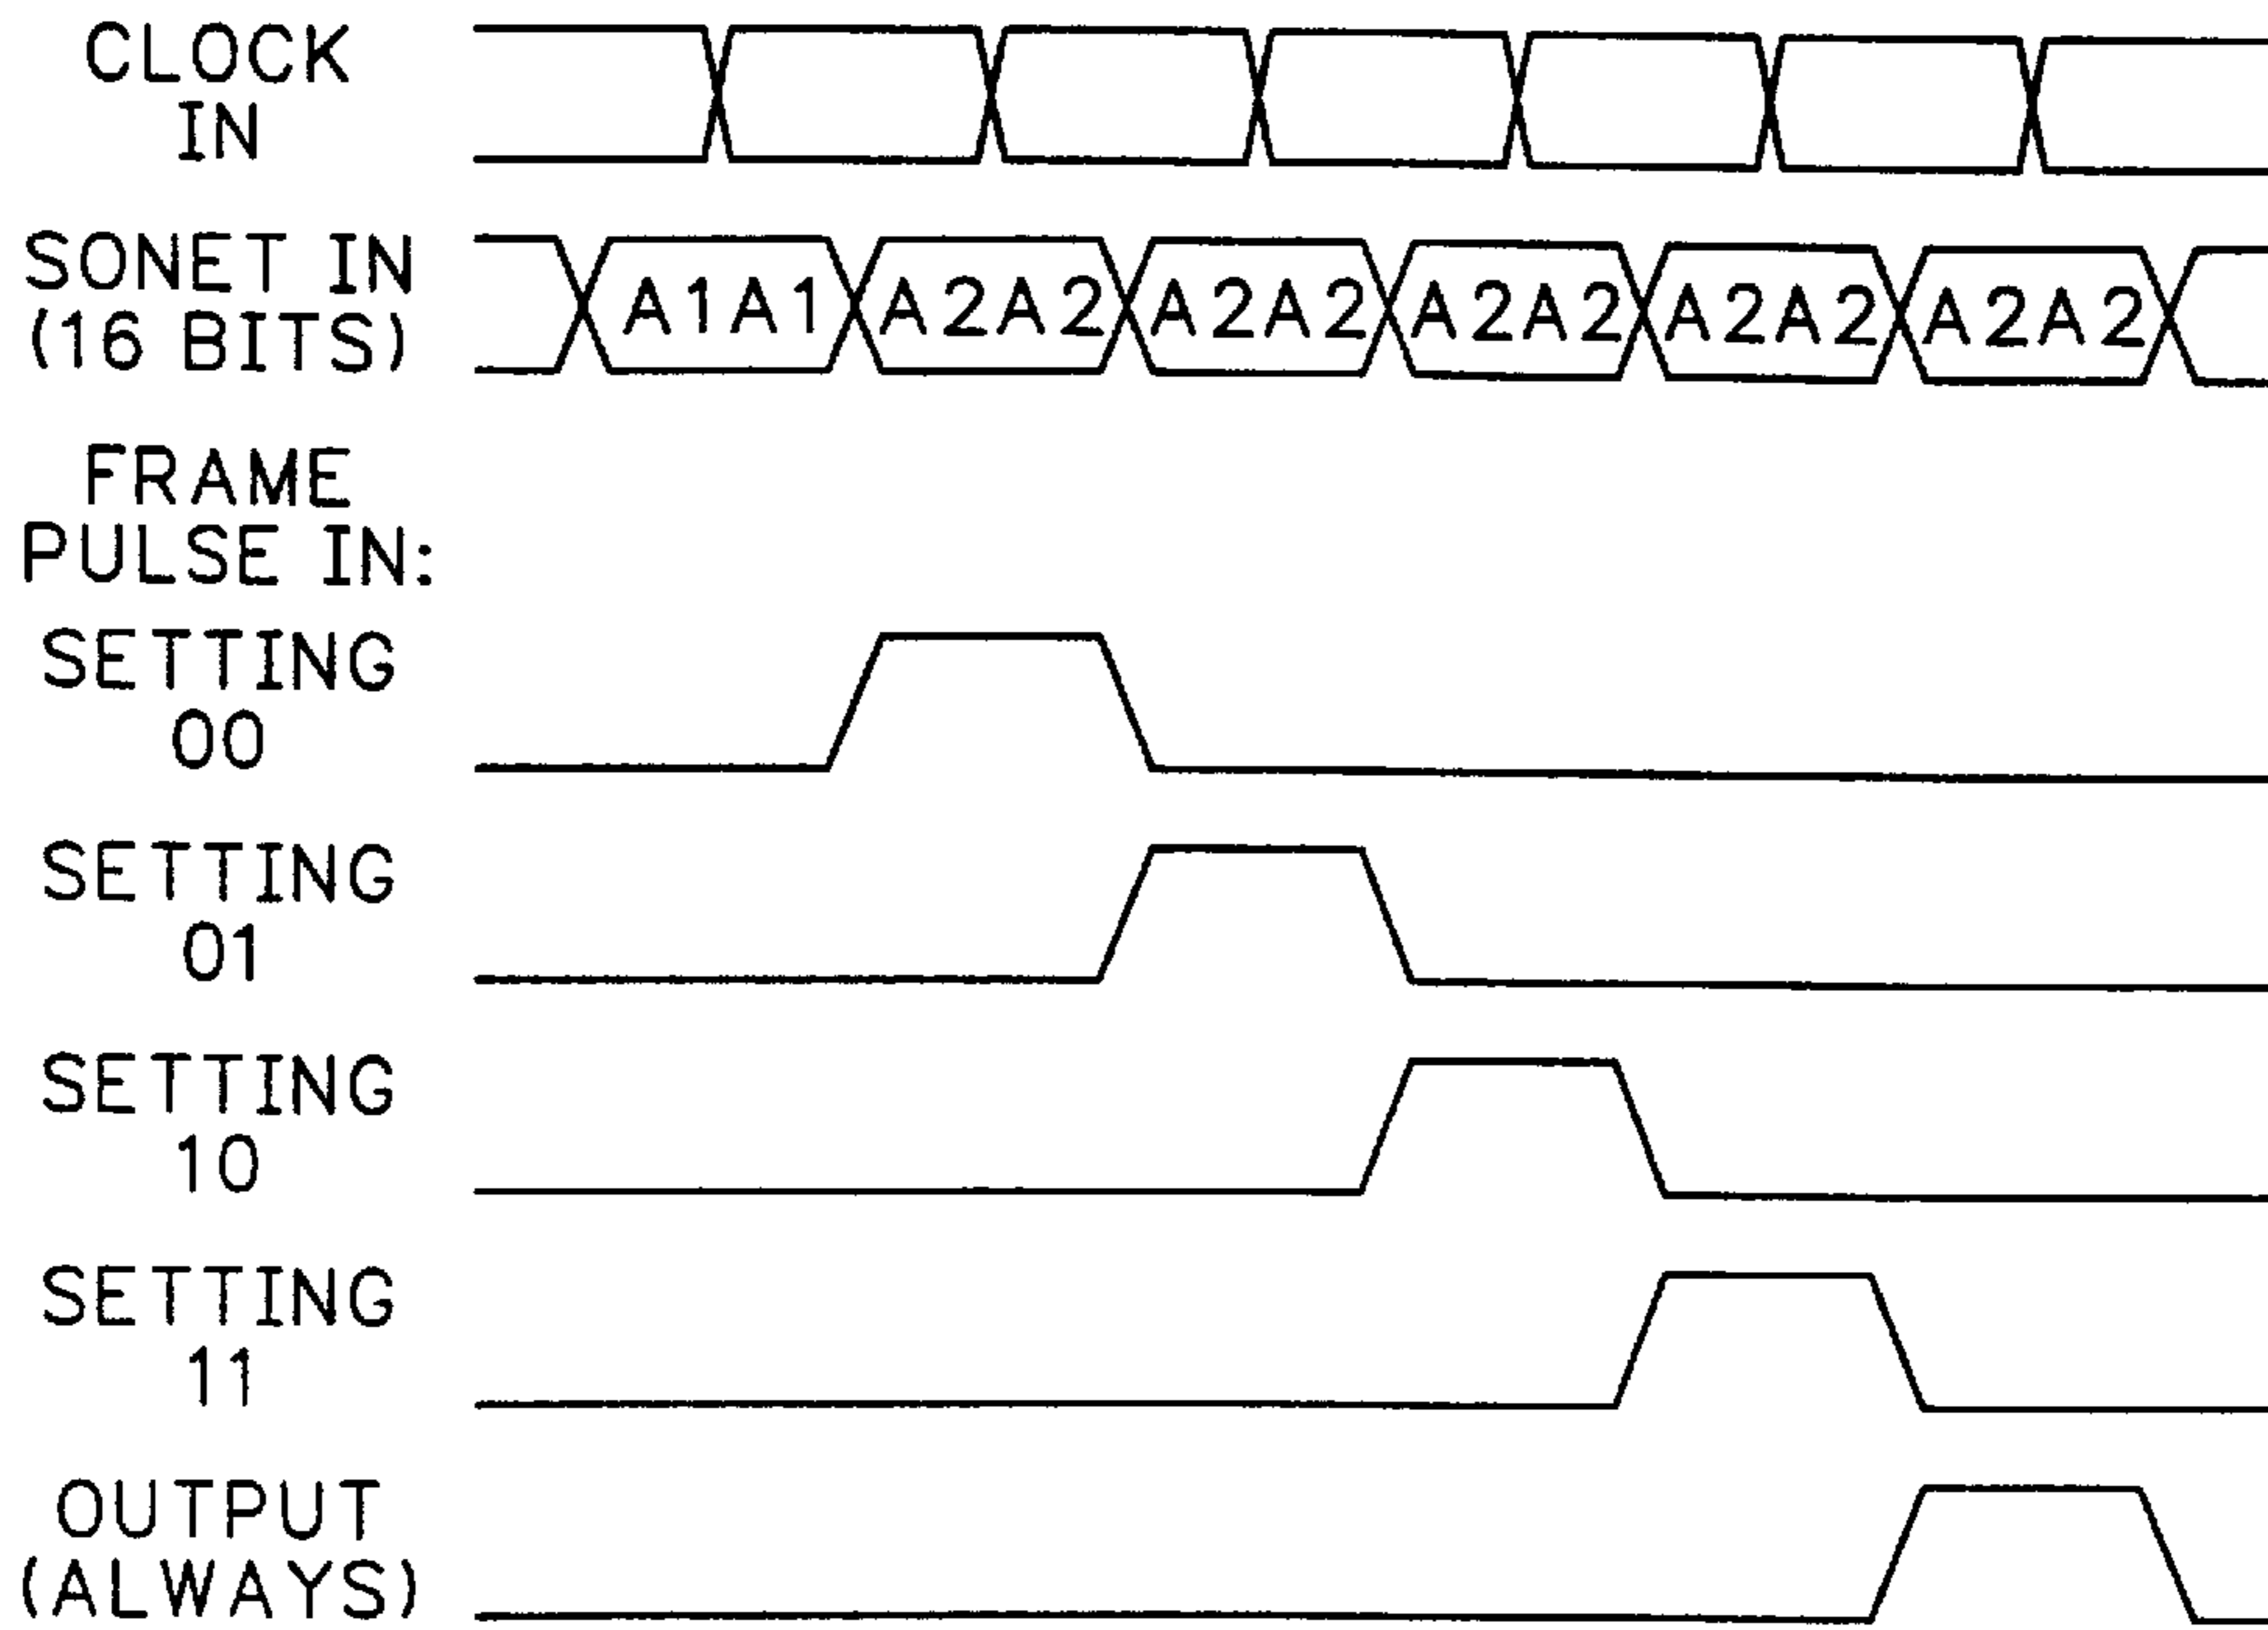 CLOCK
IN
SONET IN
(16 BITS)
A1A1 A2A2 A2A2 A2A2 A2A2 A2A2
FRAME
PULSE IN:
SETTING
00
SETTING
01
SETTING
10
SETTING
11
OUTPUT
(ALWAYS)